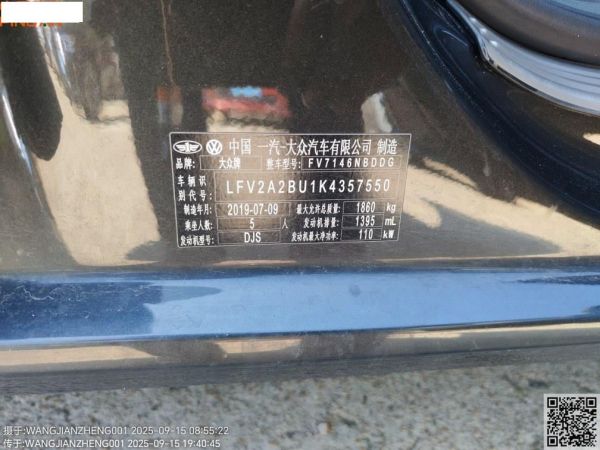 中国 一汽-大众汽车有限公司 制造
品牌: 大众牌 整车型号: FV7146NBDDG
车辆识别代号: LFV2A2BU1K4357550
制造年月: 2019-07-09 最大允许总质量: 1860 kg
乘坐人数: 5 人 发动机排量: 1395 mL
发动机型号: DJS 发动机最大净功率: 110 kW
摄于:WANGJIANZHENG001 2025-09-15 08:55:22
传于:WANGJIANZHENG001 2025-09-15 19:40:45